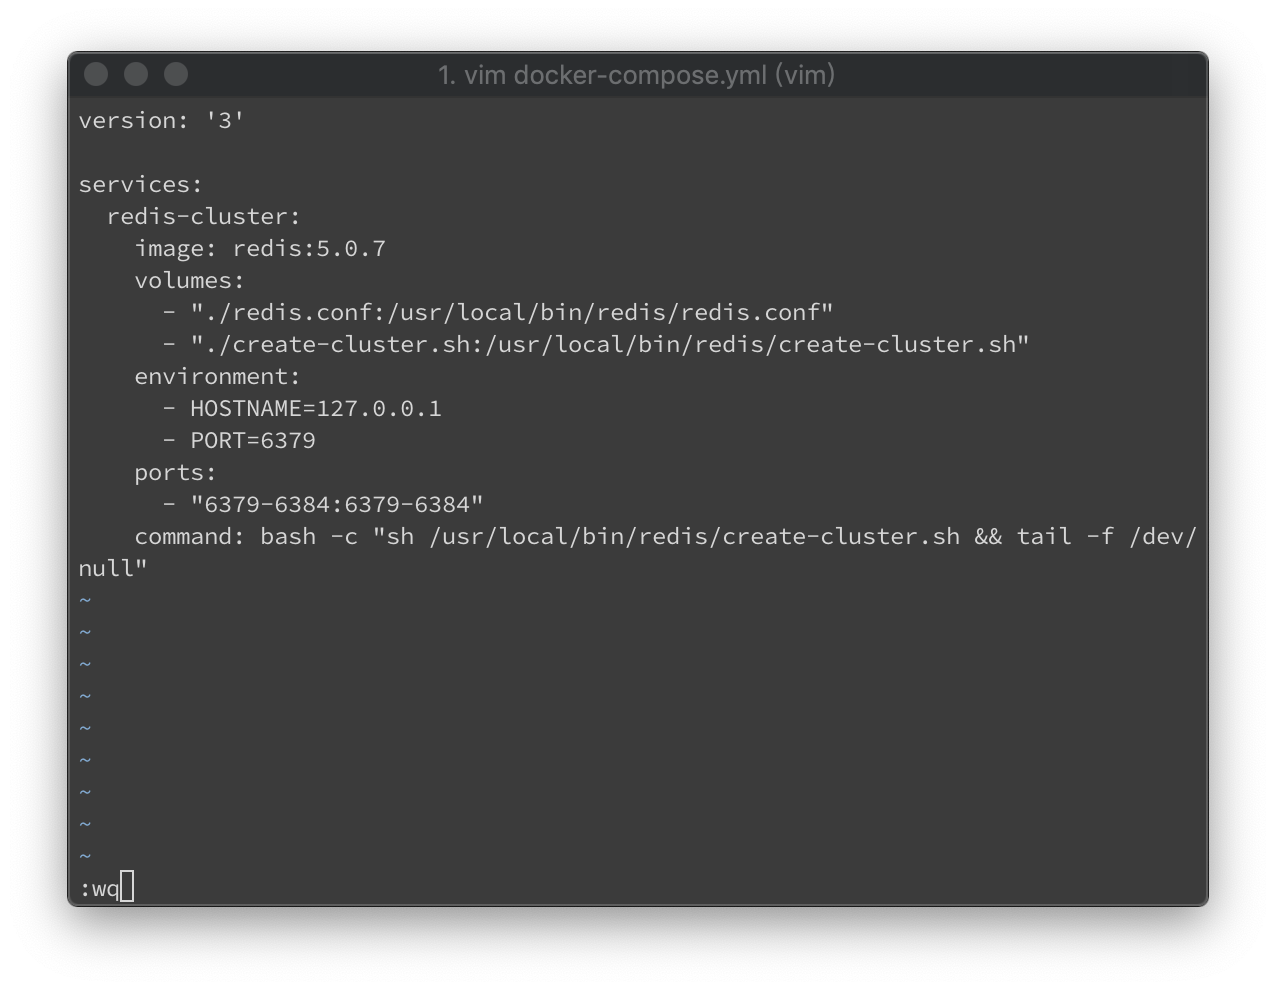 1. vim docker-compose.yml (vim)
version: '3'

services:
  redis-cluster:
    image: redis:5.0.7
    volumes:
      - "./redis.conf:/usr/local/bin/redis/redis.conf"
      - "./create-cluster.sh:/usr/local/bin/redis/create-cluster.sh"
    environment:
      - HOSTNAME=127.0.0.1
      - PORT=6379
    ports:
      - "6379-6384:6379-6384"
    command: bash -c "sh /usr/local/bin/redis/create-cluster.sh && tail -f /dev/
null"
~
~
~
~
~
~
~
~
~
:wq